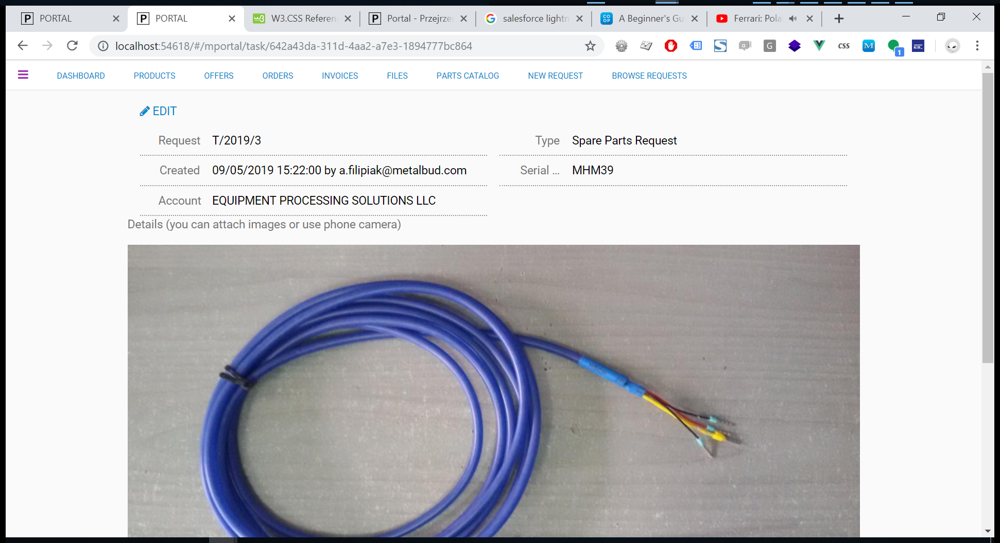 PORTAL PORTAL W3.CSS Referen Portal - Przejrze salesforce lightn A Beginner's Gu Ferrari: Pola
localhost:54618/#/mportal/task/642a43da-311d-4aa2-a7e3-1894777bc864
DASHBOARD PRODUCTS OFFERS ORDERS INVOICES FILES PARTS CATALOG NEW REQUEST BROWSE REQUESTS
EDIT
Request T/2019/3 Type Spare Parts Request
Created 09/05/2019 15:22:00 by a.filipiak@metalbud.com Serial ... MHM39
Account EQUIPMENT PROCESSING SOLUTIONS LLC
Details (you can attach images or use phone camera)